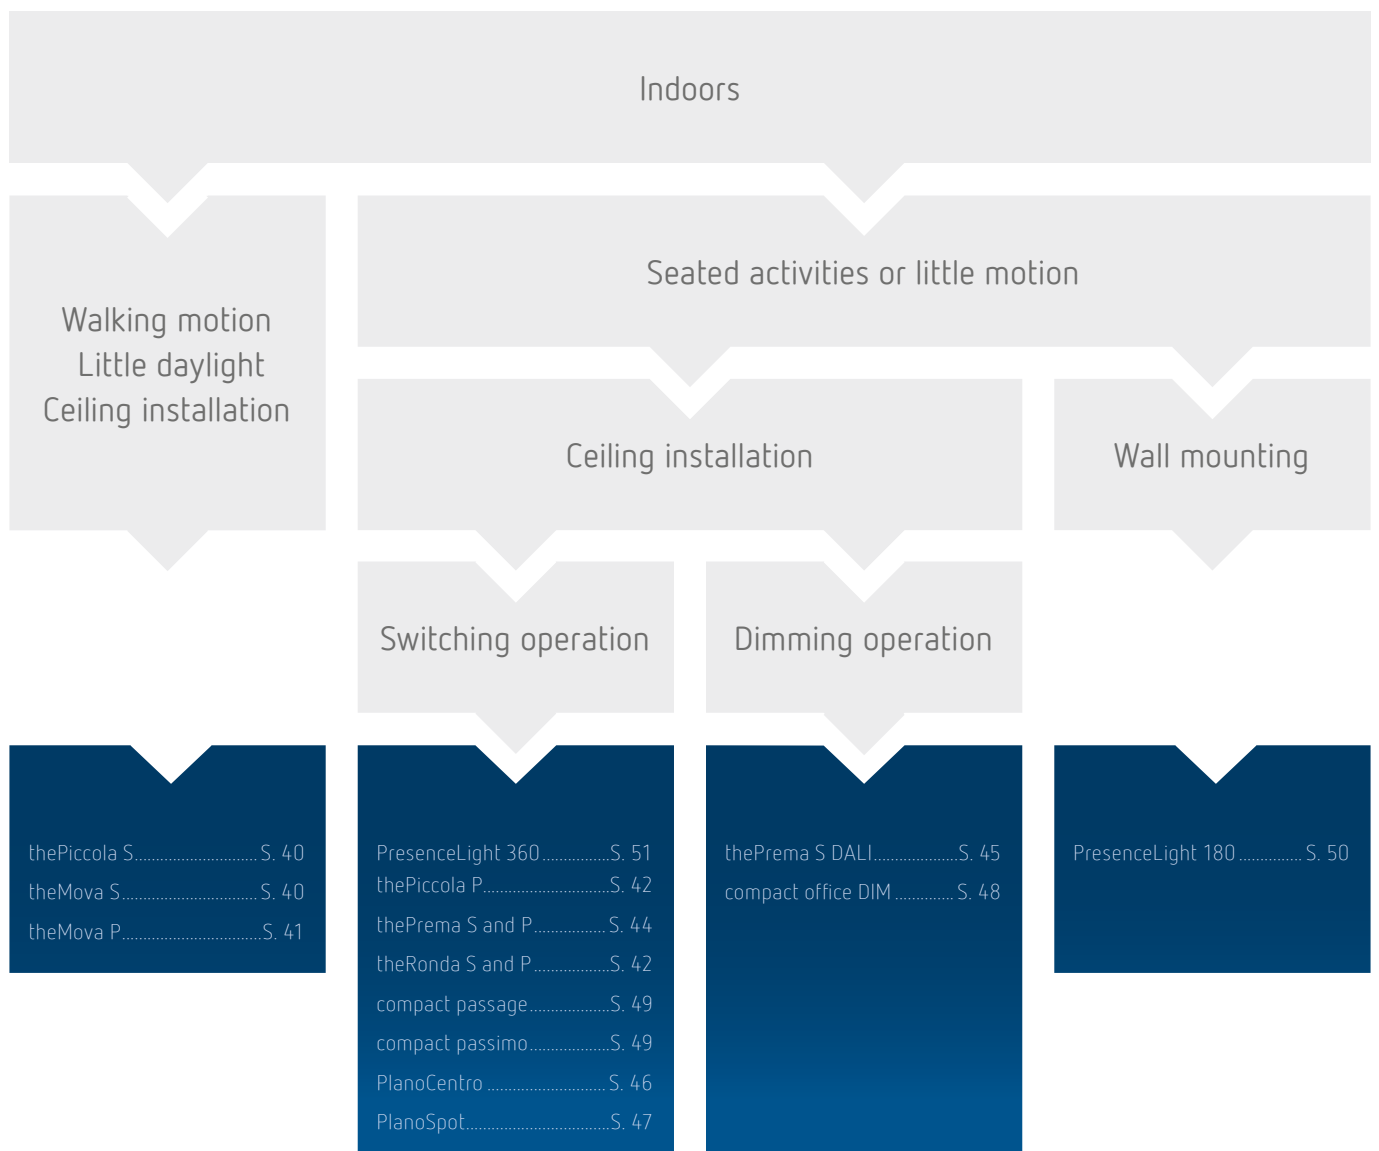 Indoors
Walking motion
Little daylight
Ceiling installation
Seated activities or little motion
Ceiling installation
Wall mounting
Switching operation
Dimming operation
thePiccola S............................. S. 40
theMova S................................ S. 40
theMova P.................................S. 41
PresenceLight 360................S. 51
thePiccola P..............................S. 42
thePrema S and P................. S. 44
theRonda S and P..................S. 42
compact passage...................S. 49
compact passimo...................S. 49
PlanoCentro ............................ S. 46
PlanoSpot..................................S. 47
thePrema S DALI....................S. 45
compact office DIM .............. S. 48
PresenceLight 180 ............... S. 50